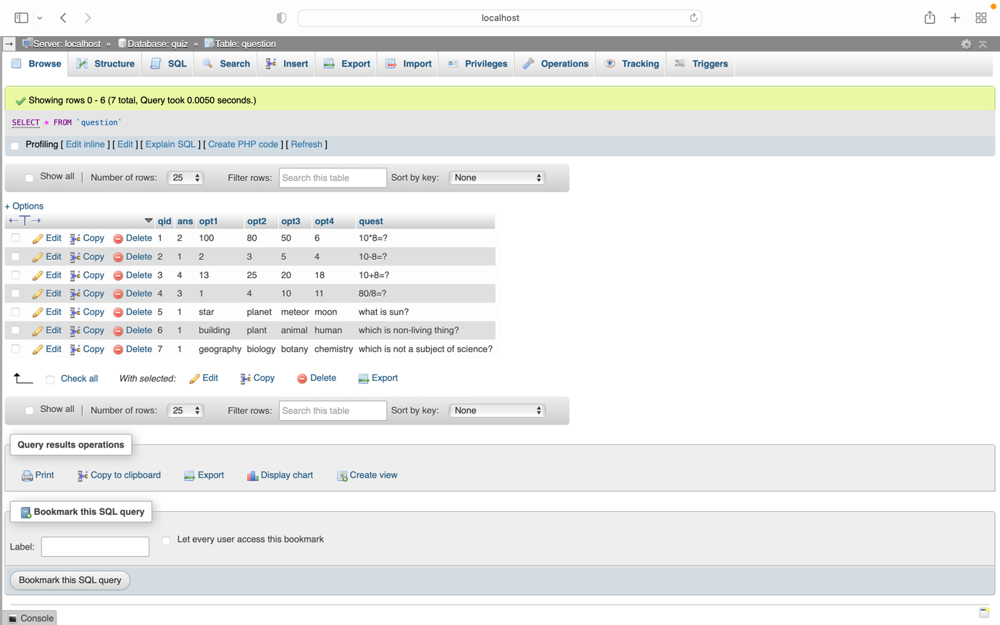 localhost
Server: localhost » Database: quiz » Table: question
Browse Structure SQL Search Insert Export Import Privileges Operations Tracking Triggers
Showing rows 0 - 6 (7 total, Query took 0.0050 seconds.)
SELECT * FROM `question`
Profiling [ Edit inline ] [ Edit ] [ Explain SQL ] [ Create PHP code ] [ Refresh ]
Show all | Number of rows: 25 Filter rows: Search this table Sort by key: None
+ Options
←T→ qid ans opt1 opt2 opt3 opt4 quest
Edit Copy Delete 1 2 100 80 50 6 10*8=?
Edit Copy Delete 2 1 2 3 5 4 10-8=?
Edit Copy Delete 3 4 13 25 20 18 10+8=?
Edit Copy Delete 4 3 1 4 10 11 80/8=?
Edit Copy Delete 5 1 star planet meteor moon what is sun?
Edit Copy Delete 6 1 building plant animal human which is non-living thing?
Edit Copy Delete 7 1 geography biology botany chemistry which is not a subject of science?
Check all With selected: Edit Copy Delete Export
Show all | Number of rows: 25 Filter rows: Search this table Sort by key: None
Query results operations
Print Copy to clipboard Export Display chart Create view
Bookmark this SQL query
Label: Let every user access this bookmark
Bookmark this SQL query
Console